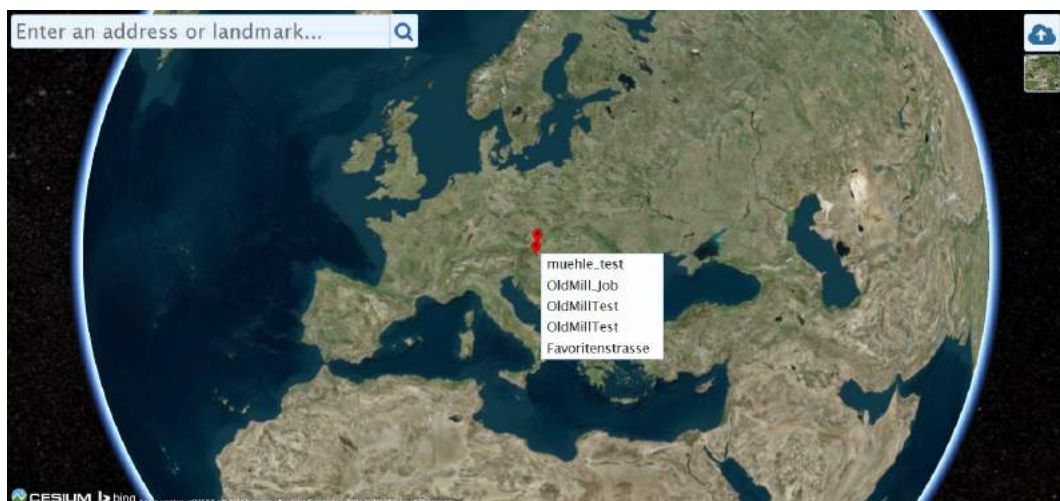 Enter an address or landmark...
muehle_test
OldMill_Job
OldMillTest
OldMillTest
Favoritenstrasse
CESIUM bing